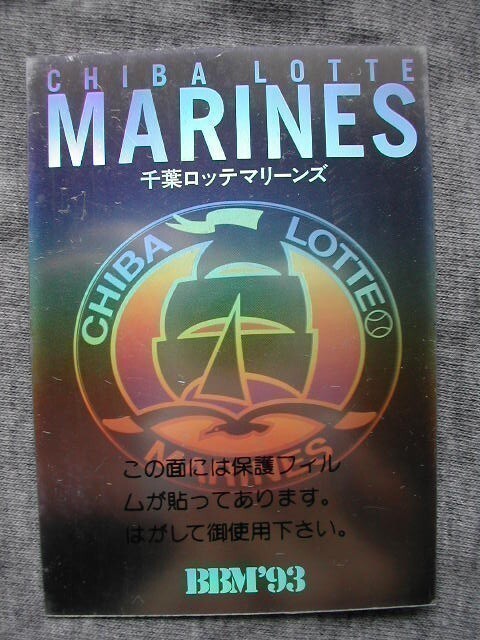 CHIBA LOTTE
MARINES
千葉ロッテマリーンズ
CHIBA LOTTE
MARINES
この面には保護フィル
ムが貼ってあります。
はがして御使用下さい。
BBM'93